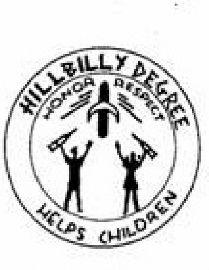 HILLBILLY DEGREE
HONOR RESPECT
HELPS CHILDREN